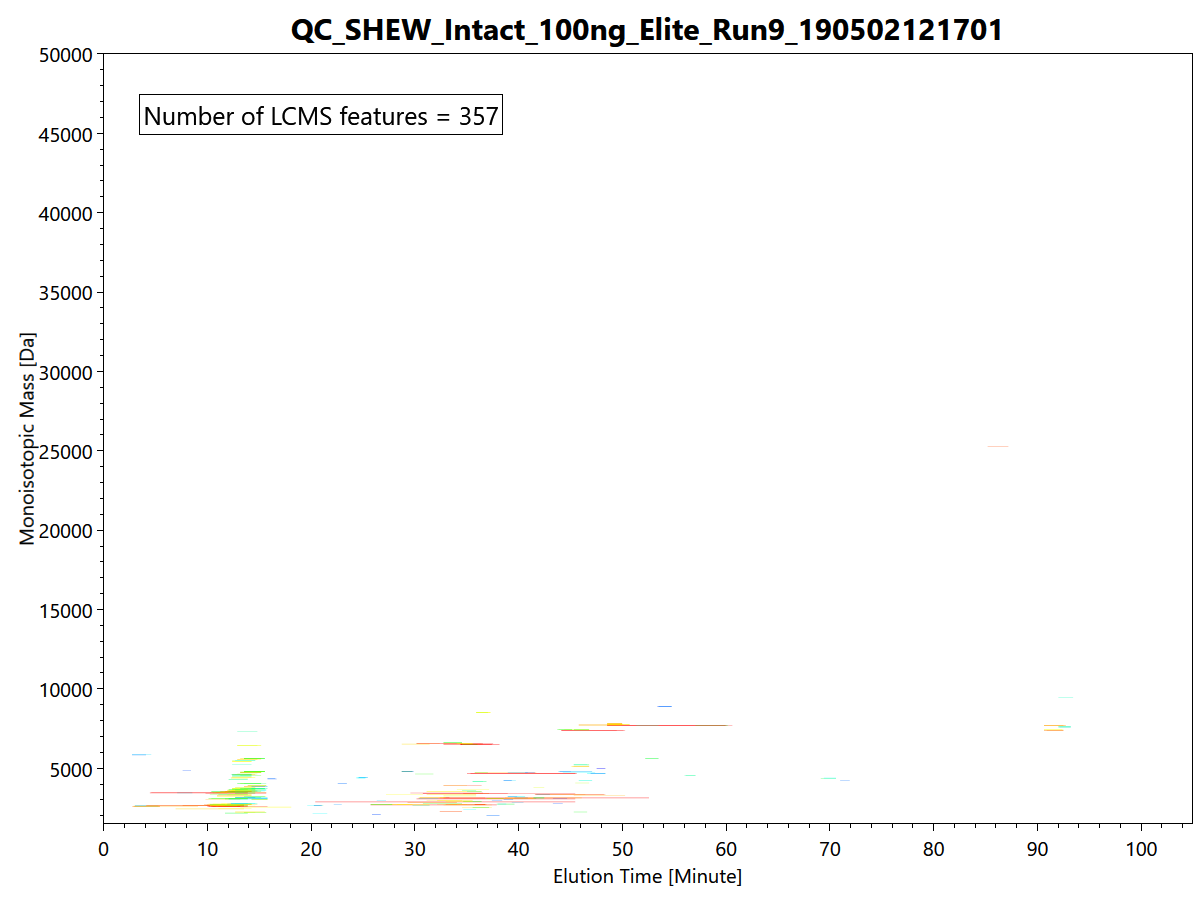 QC_SHEW_Intact_100ng_Elite_Run9_190502121701
Number of LCMS features = 357
Monoisotopic Mass [Da]
50000
45000
40000
35000
30000
25000
20000
15000
10000
5000
0 10 20 30 40 50 60 70 80 90 100
Elution Time [Minute]